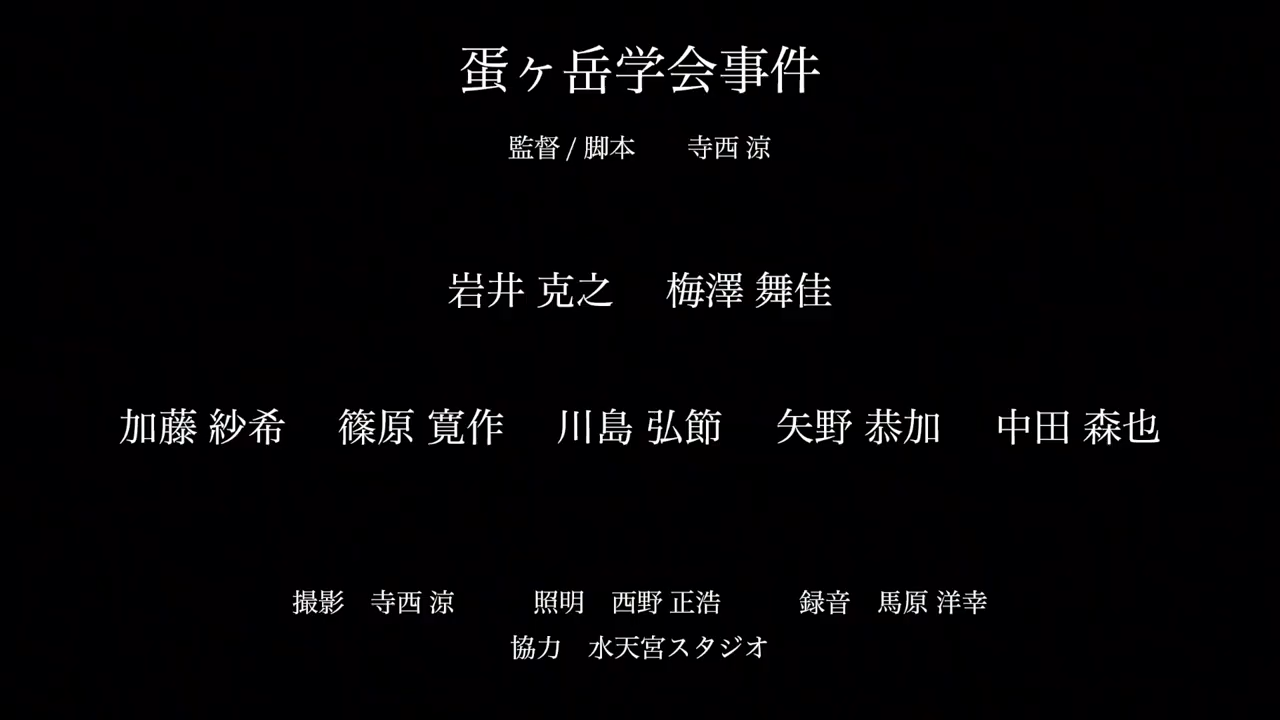 蛋ヶ岳学会事件
監督 / 脚本　　寺西 涼
岩井 克之　梅澤 舞佳
加藤 紗希　篠原 寛作　川島 弘節　矢野 恭加　中田 森也
撮影　寺西 涼　　　照明　西野 正浩　　　録音　馬原 洋幸
協力　水天宮スタジオ